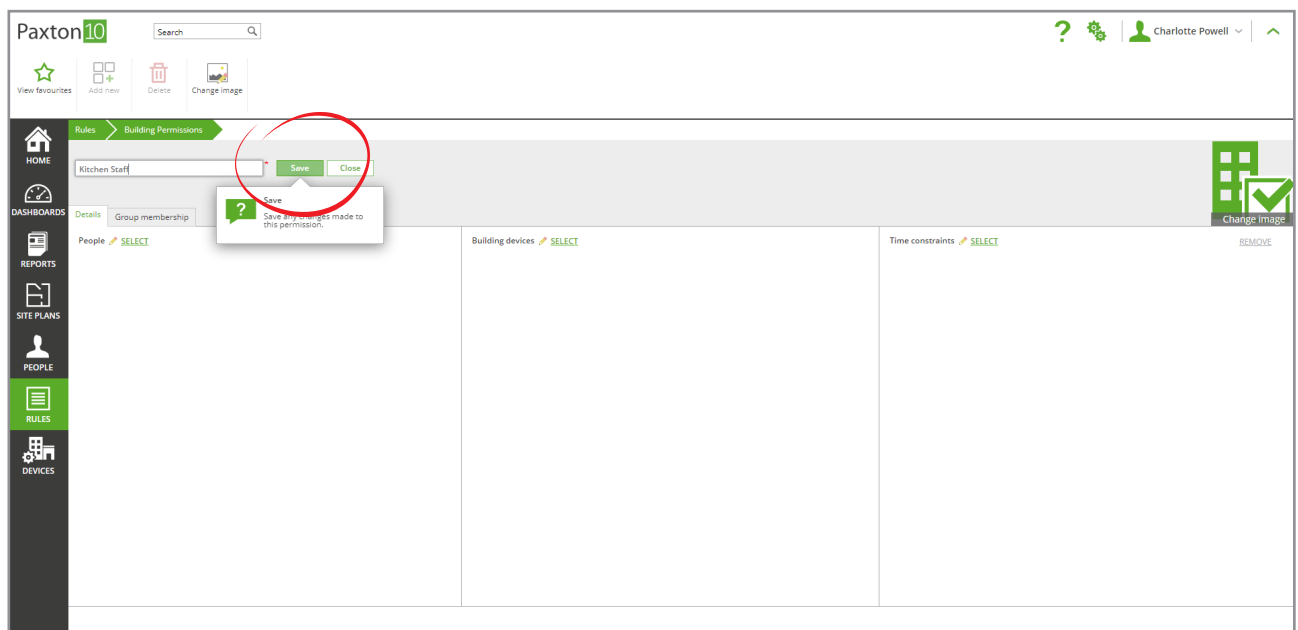 Paxton10
Search
?
Charlotte Powell
View favourites
Add new
Delete
Change image
Rules
Building Permissions
HOME
DASHBOARDS
REPORTS
SITE PLANS
PEOPLE
RULES
DEVICES
Kitchen Staff
*
Save
Close
?
Save
Save any changes made to
this permission.
Change image
Details
Group membership
People SELECT
Building devices SELECT
Time constraints SELECT
REMOVE